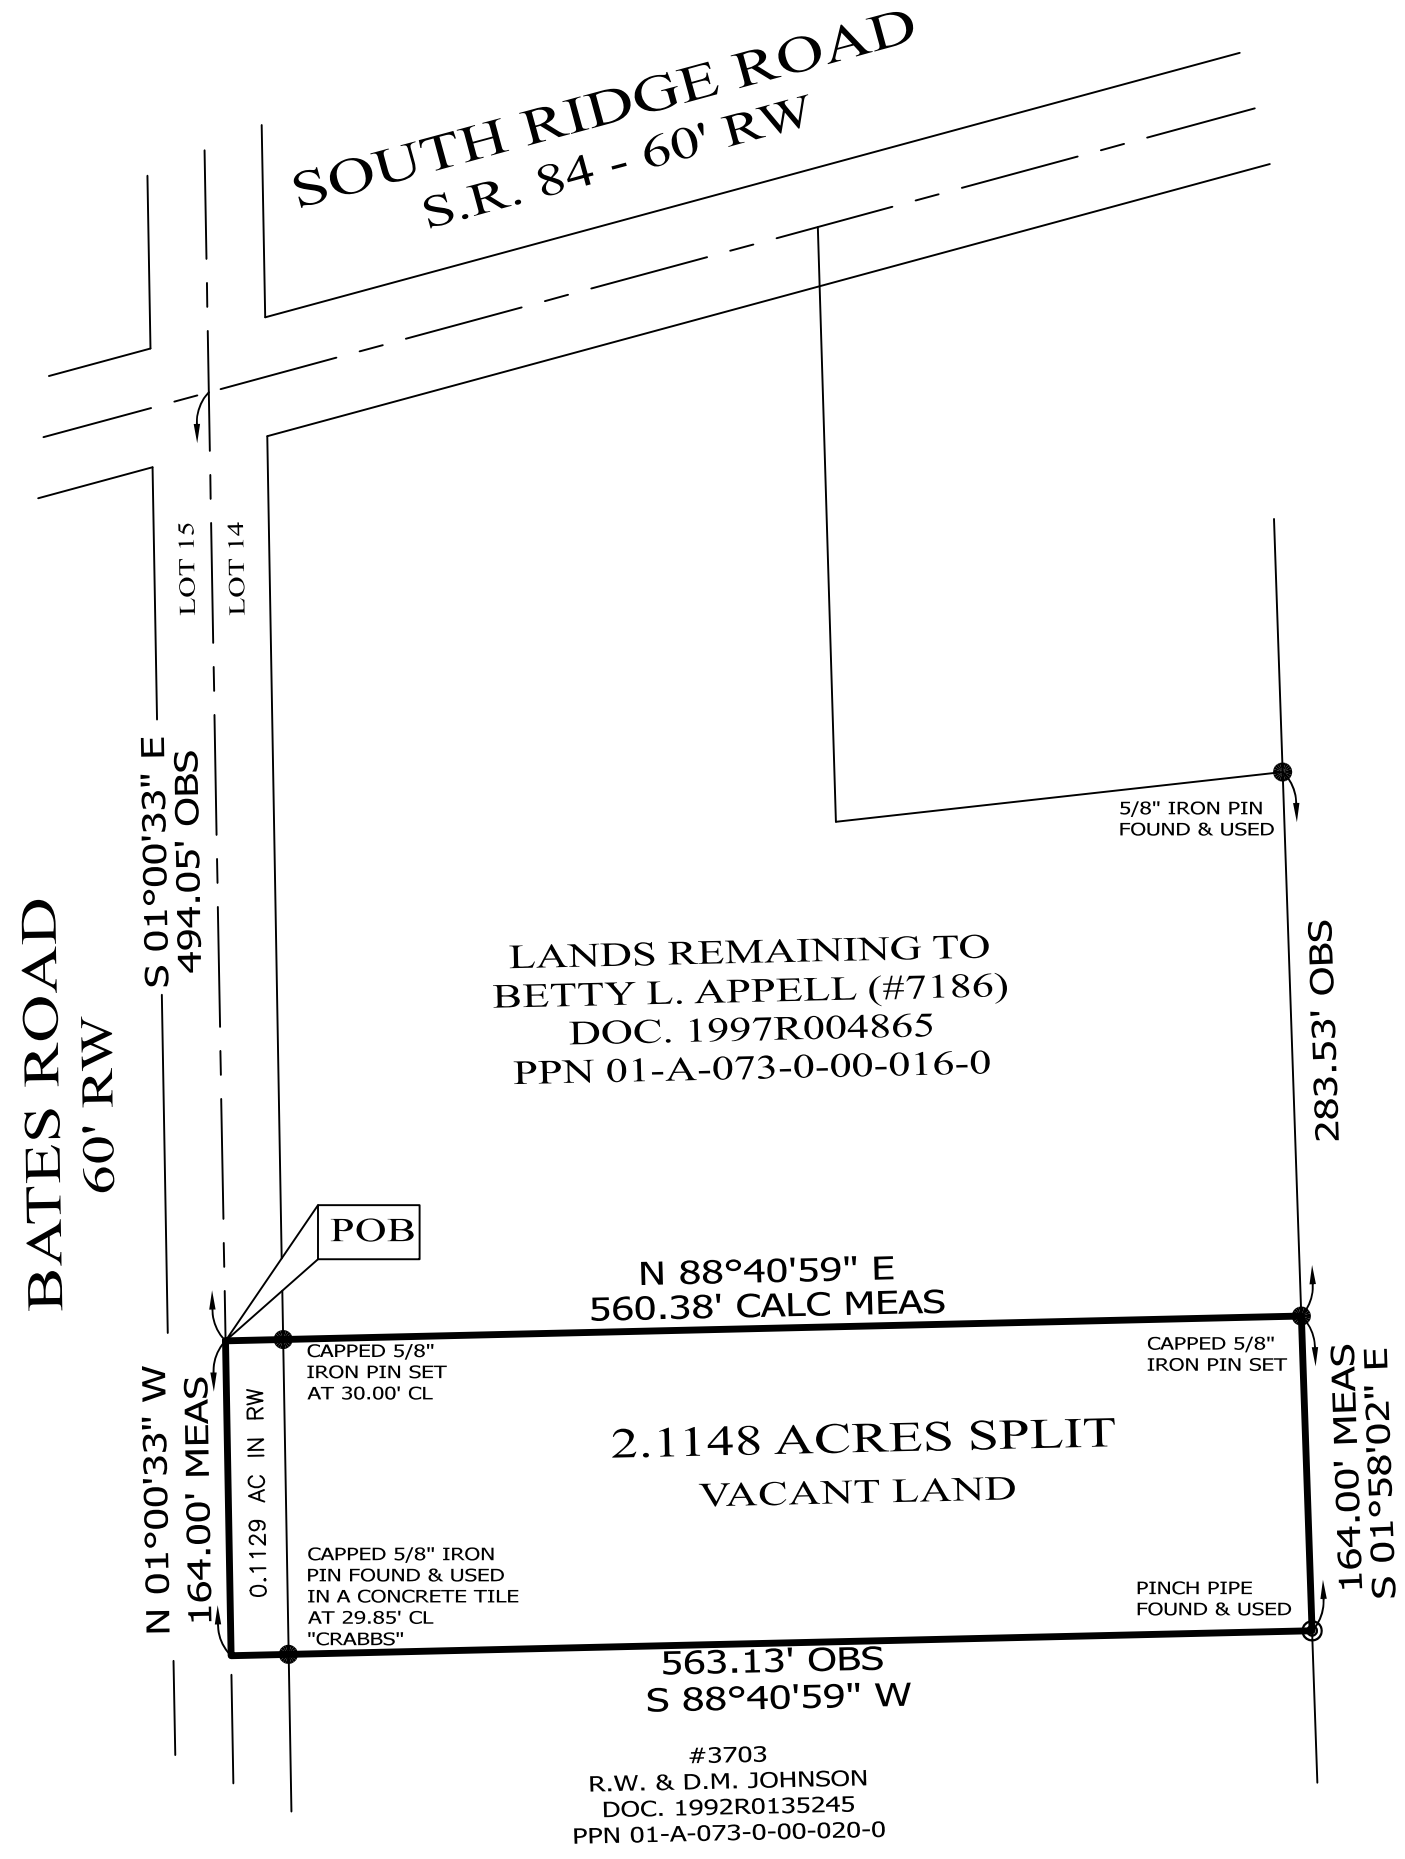 SOUTH RIDGE ROAD
S.R. 84 - 60' RW
LOT 15
LOT 14
S 01°00'33" E
494.05' OBS
5/8" IRON PIN
FOUND & USED
BATES ROAD
60' RW
LANDS REMAINING TO
BETTY L. APPELL (#7186)
DOC. 1997R004865
PPN 01-A-073-0-00-016-0
283.53' OBS
POB
N 88°40'59" E
560.38' CALC MEAS
CAPPED 5/8"
IRON PIN SET
AT 30.00' CL
CAPPED 5/8"
IRON PIN SET
N 01°00'33" W
164.00' MEAS
0.1129 AC IN RW
2.1148 ACRES SPLIT
VACANT LAND
164.00' MEAS
S 01°58'02" E
CAPPED 5/8" IRON
PIN FOUND & USED
IN A CONCRETE TILE
AT 29.85' CL
"CRABBS"
PINCH PIPE
FOUND & USED
563.13' OBS
S 88°40'59" W
#3703
R.W. & D.M. JOHNSON
DOC. 1992R0135245
PPN 01-A-073-0-00-020-0